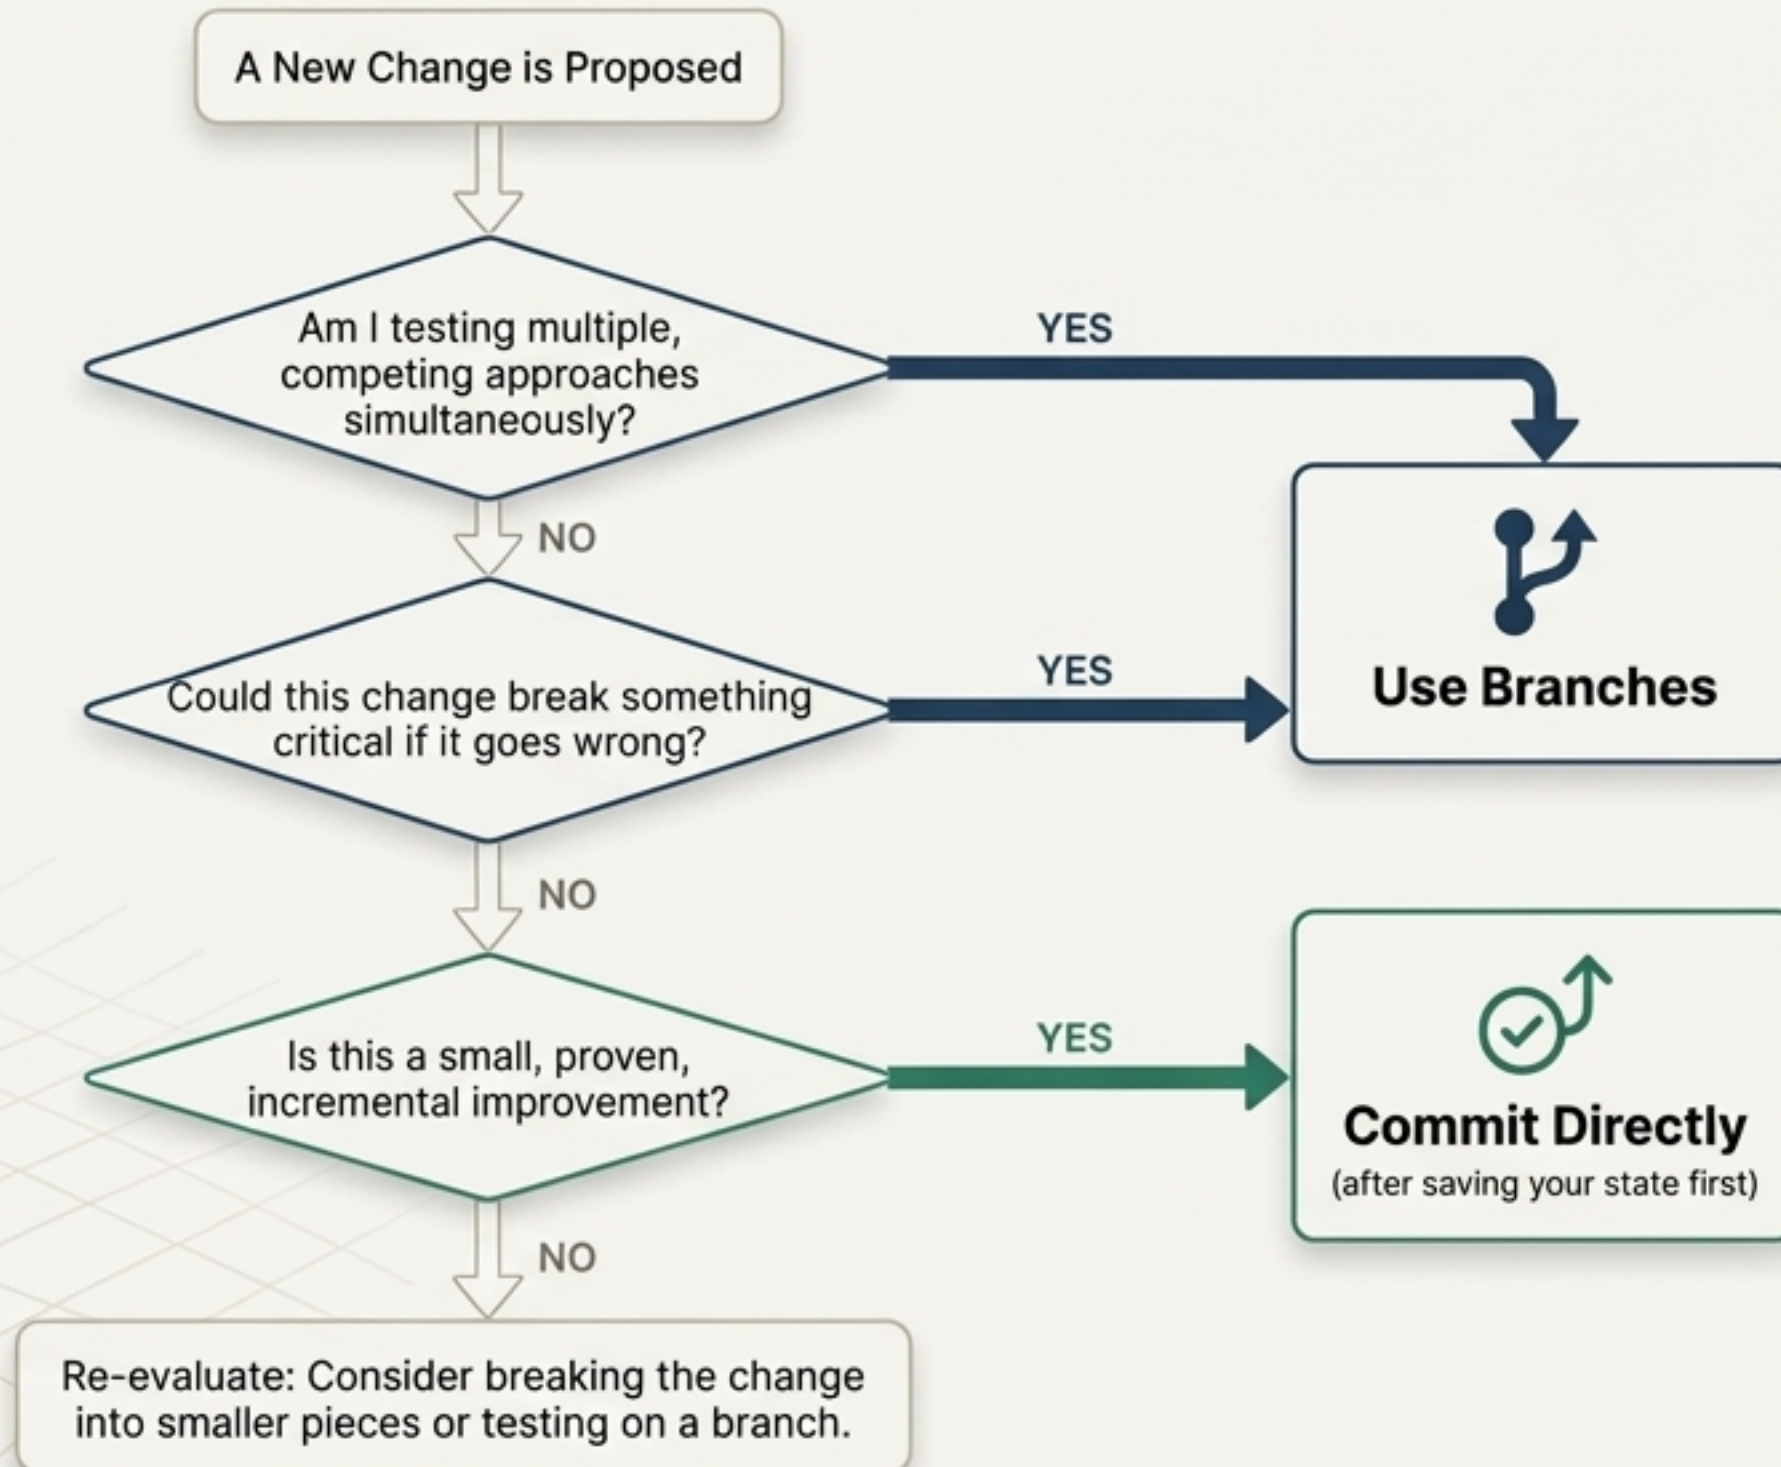 A New Change is Proposed
Am I testing multiple,
competing approaches
simultaneously?
YES
NO
Use Branches
Could this change break something
critical if it goes wrong?
YES
NO
Is this a small, proven,
incremental improvement?
YES
Commit Directly
(after saving your state first)
NO
Re-evaluate: Consider breaking the change
into smaller pieces or testing on a branch.